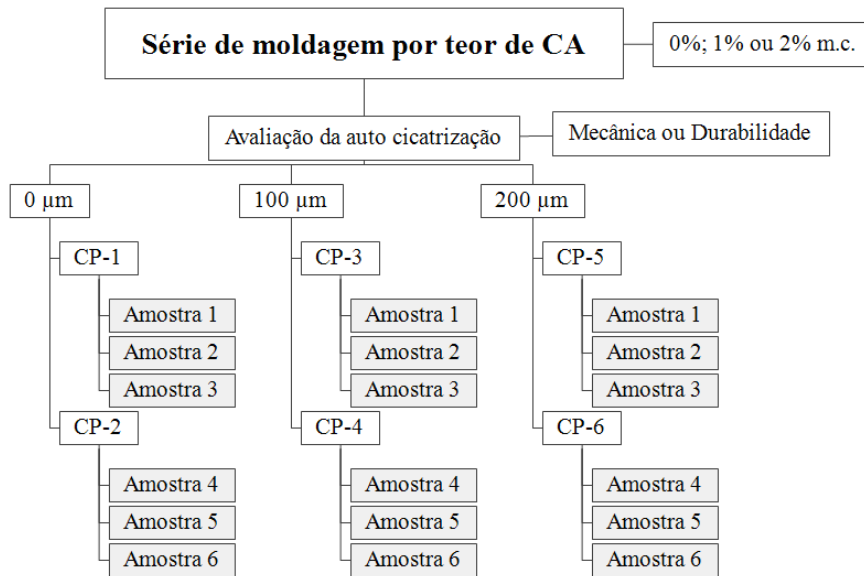 Série de moldagem por teor de CA
0%; 1% ou 2% m.c.
Avaliação da auto cicatrização
Mecânica ou Durabilidade
0 µm
CP-1
Amostra 1
Amostra 2
Amostra 3
CP-2
Amostra 4
Amostra 5
Amostra 6
100 µm
CP-3
Amostra 1
Amostra 2
Amostra 3
CP-4
Amostra 4
Amostra 5
Amostra 6
200 µm
CP-5
Amostra 1
Amostra 2
Amostra 3
CP-6
Amostra 4
Amostra 5
Amostra 6